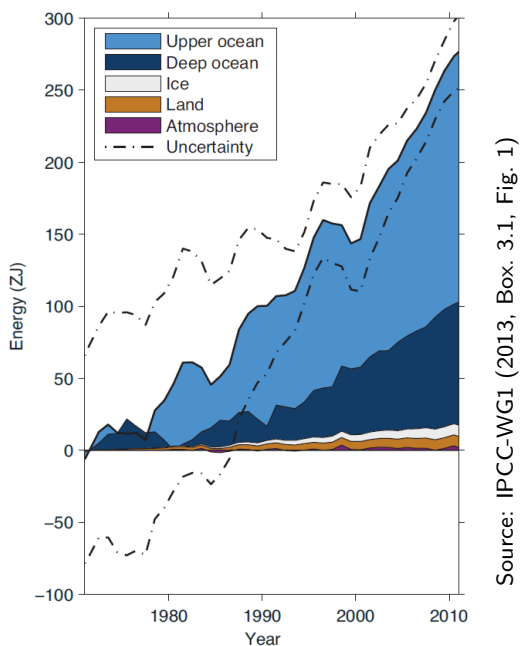 300
250
200
150
100
50
0
−50
−100
Energy (ZJ)
Upper ocean
Deep ocean
Ice
Land
Atmosphere
Uncertainty
1980
1990
2000
2010
Year
Source: IPCC-WG1 (2013, Box. 3.1, Fig. 1)